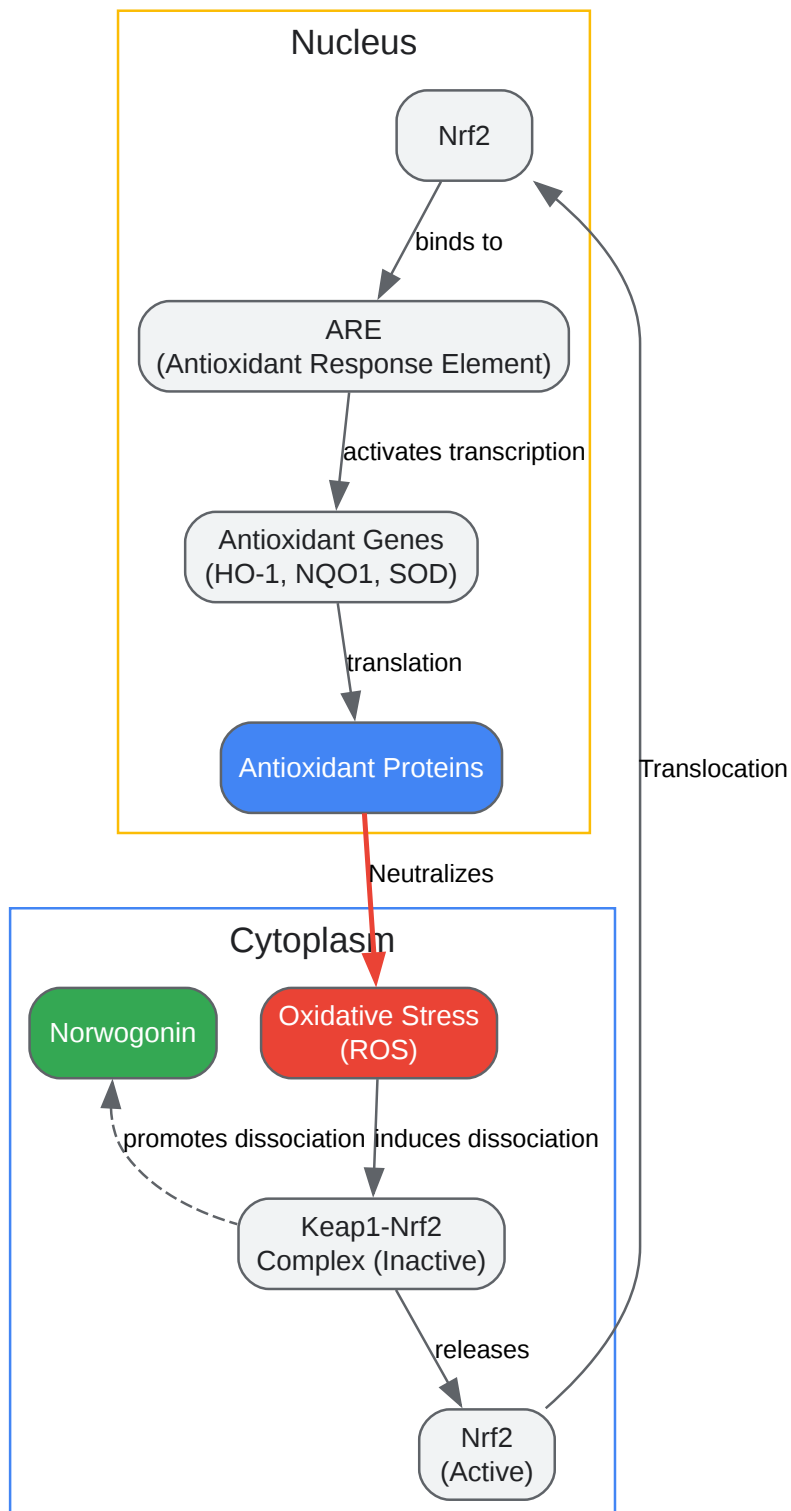 Nucleus
Nrf2
binds to
ARE
(Antioxidant Response Element)
activates transcription
Antioxidant Genes
(HO-1, NQO1, SOD)
translation
Antioxidant Proteins
Translocation
Neutralizes
Cytoplasm
Norwogonin
Oxidative Stress
(ROS)
promotes dissociation
induces dissociation
Keap1-Nrf2
Complex (Inactive)
releases
Nrf2
(Active)